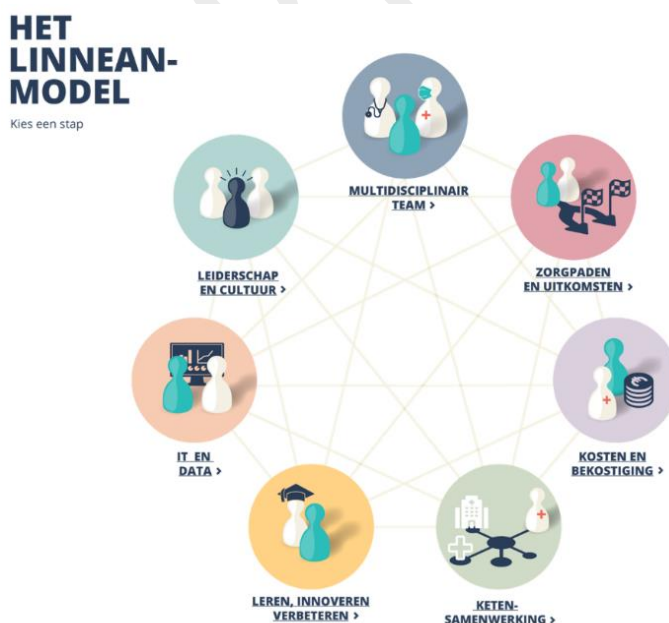 HET
LINNEAN-
MODEL
Kies een stap
MULTIDISCIPLINAIR
TEAM >
LEIDERSCHAP
EN CULTUUR >
ZORGPADEN
EN UITKOMSTEN >
IT EN
DATA >
KOSTEN EN
BEKOSTIGING >
LEREN, INNOVEREN
VERBETEREN >
KETEN-
SAMENWERKING >